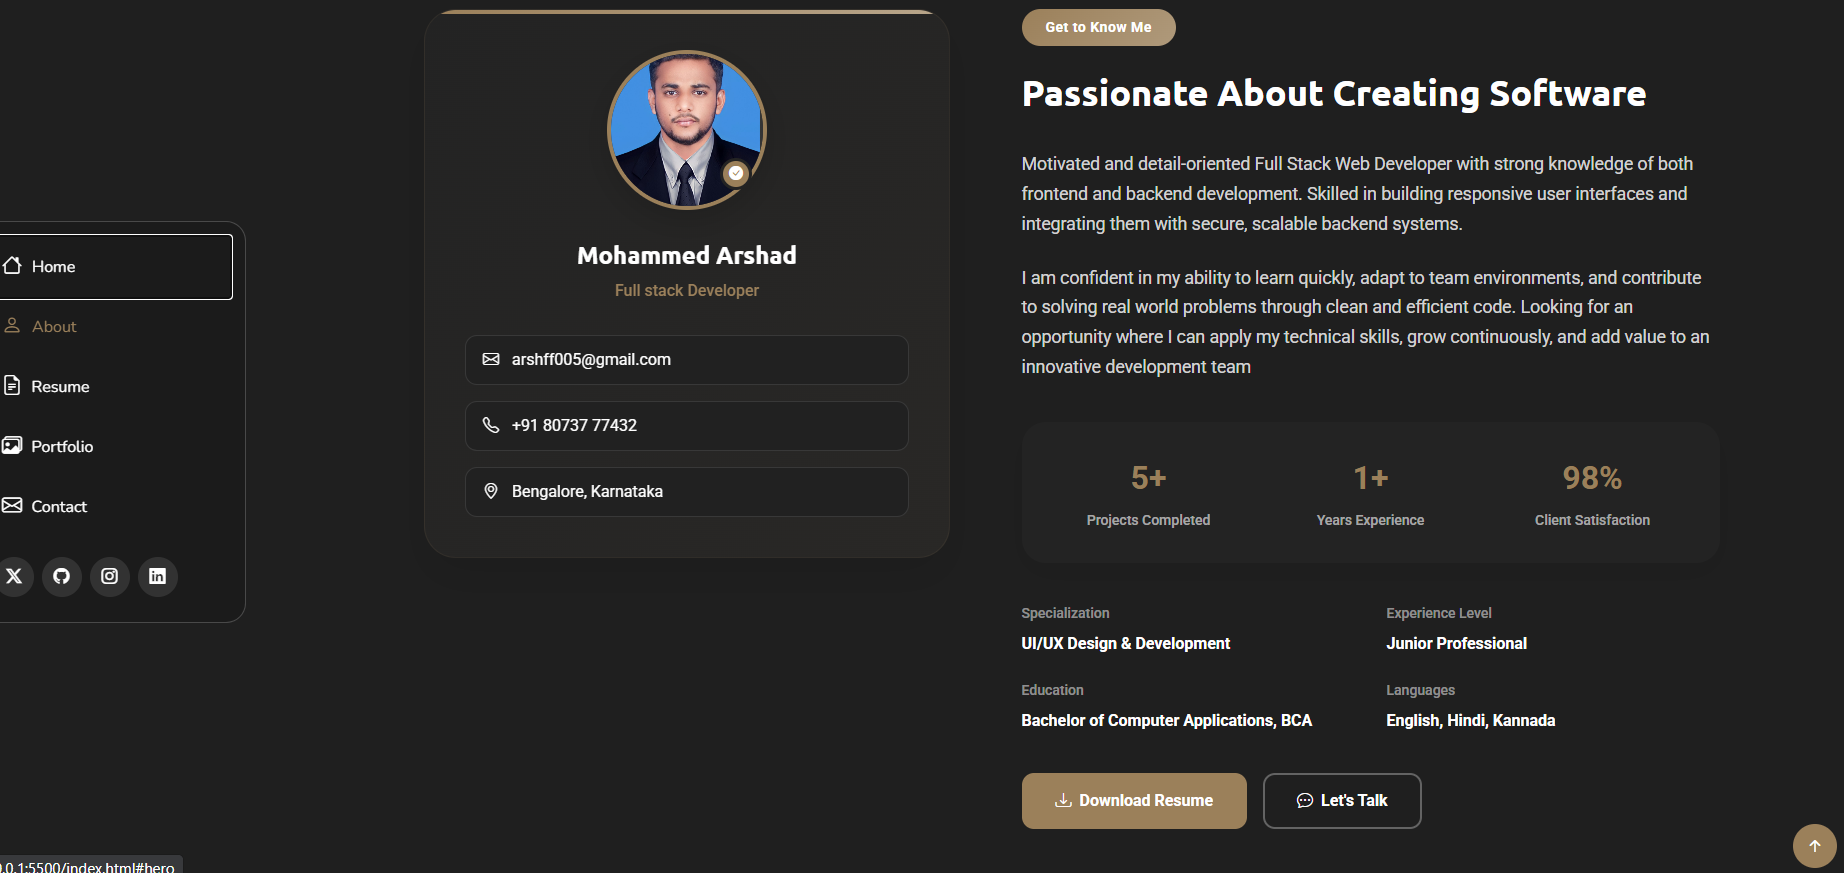 Home
About
Resume
Portfolio
Contact
Mohammed Arshad
Full stack Developer
arshff005@gmail.com
+91 80737 77432
Bengalore, Karnataka
Get to Know Me
Passionate About Creating Software
Motivated and detail-oriented Full Stack Web Developer with strong knowledge of both
frontend and backend development. Skilled in building responsive user interfaces and
integrating them with secure, scalable backend systems.
I am confident in my ability to learn quickly, adapt to team environments, and contribute
to solving real world problems through clean and efficient code. Looking for an
opportunity where I can apply my technical skills, grow continuously, and add value to an
innovative development team
5+
Projects Completed
1+
Years Experience
98%
Client Satisfaction
Specialization
UI/UX Design & Development
Experience Level
Junior Professional
Education
Bachelor of Computer Applications, BCA
Languages
English, Hindi, Kannada
Download Resume
Let's Talk
.0.1:5500/index.html#hero